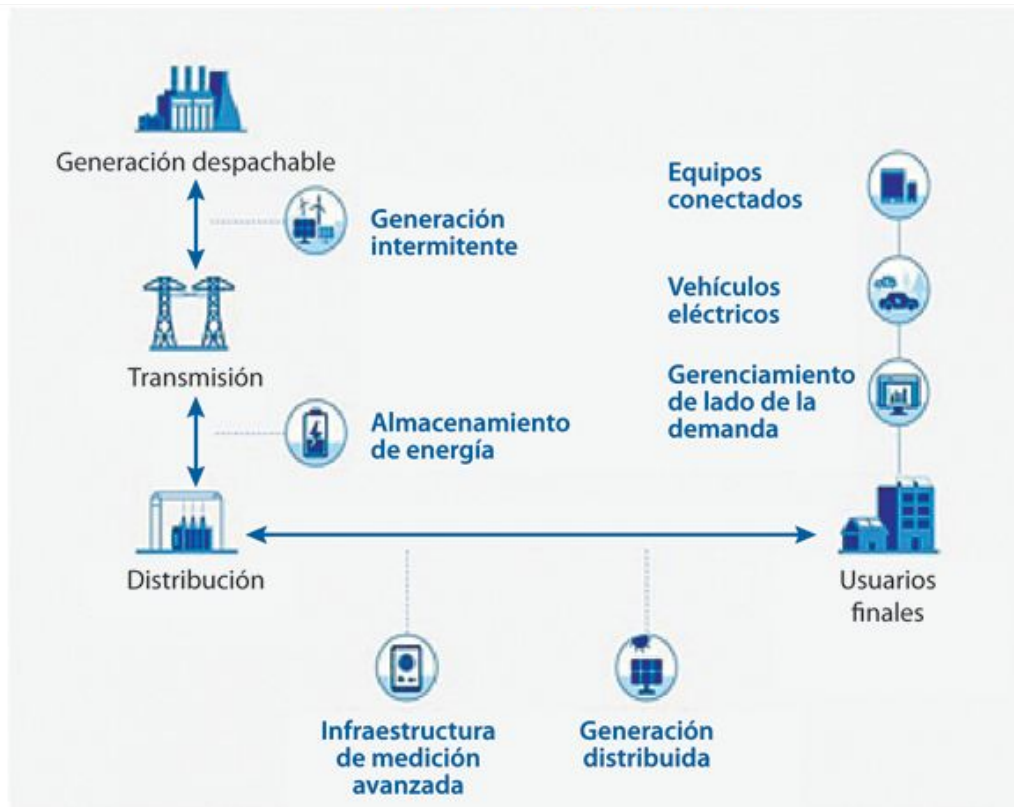 Generación despachable
Generación
intermitente
Transmisión
Almacenamiento
de energía
Distribución
Equipos
conectados
Vehículos
eléctricos
Gerenciamiento
de lado de la
demanda
Usuarios
finales
Infraestructura
de medición
avanzada
Generación
distribuida